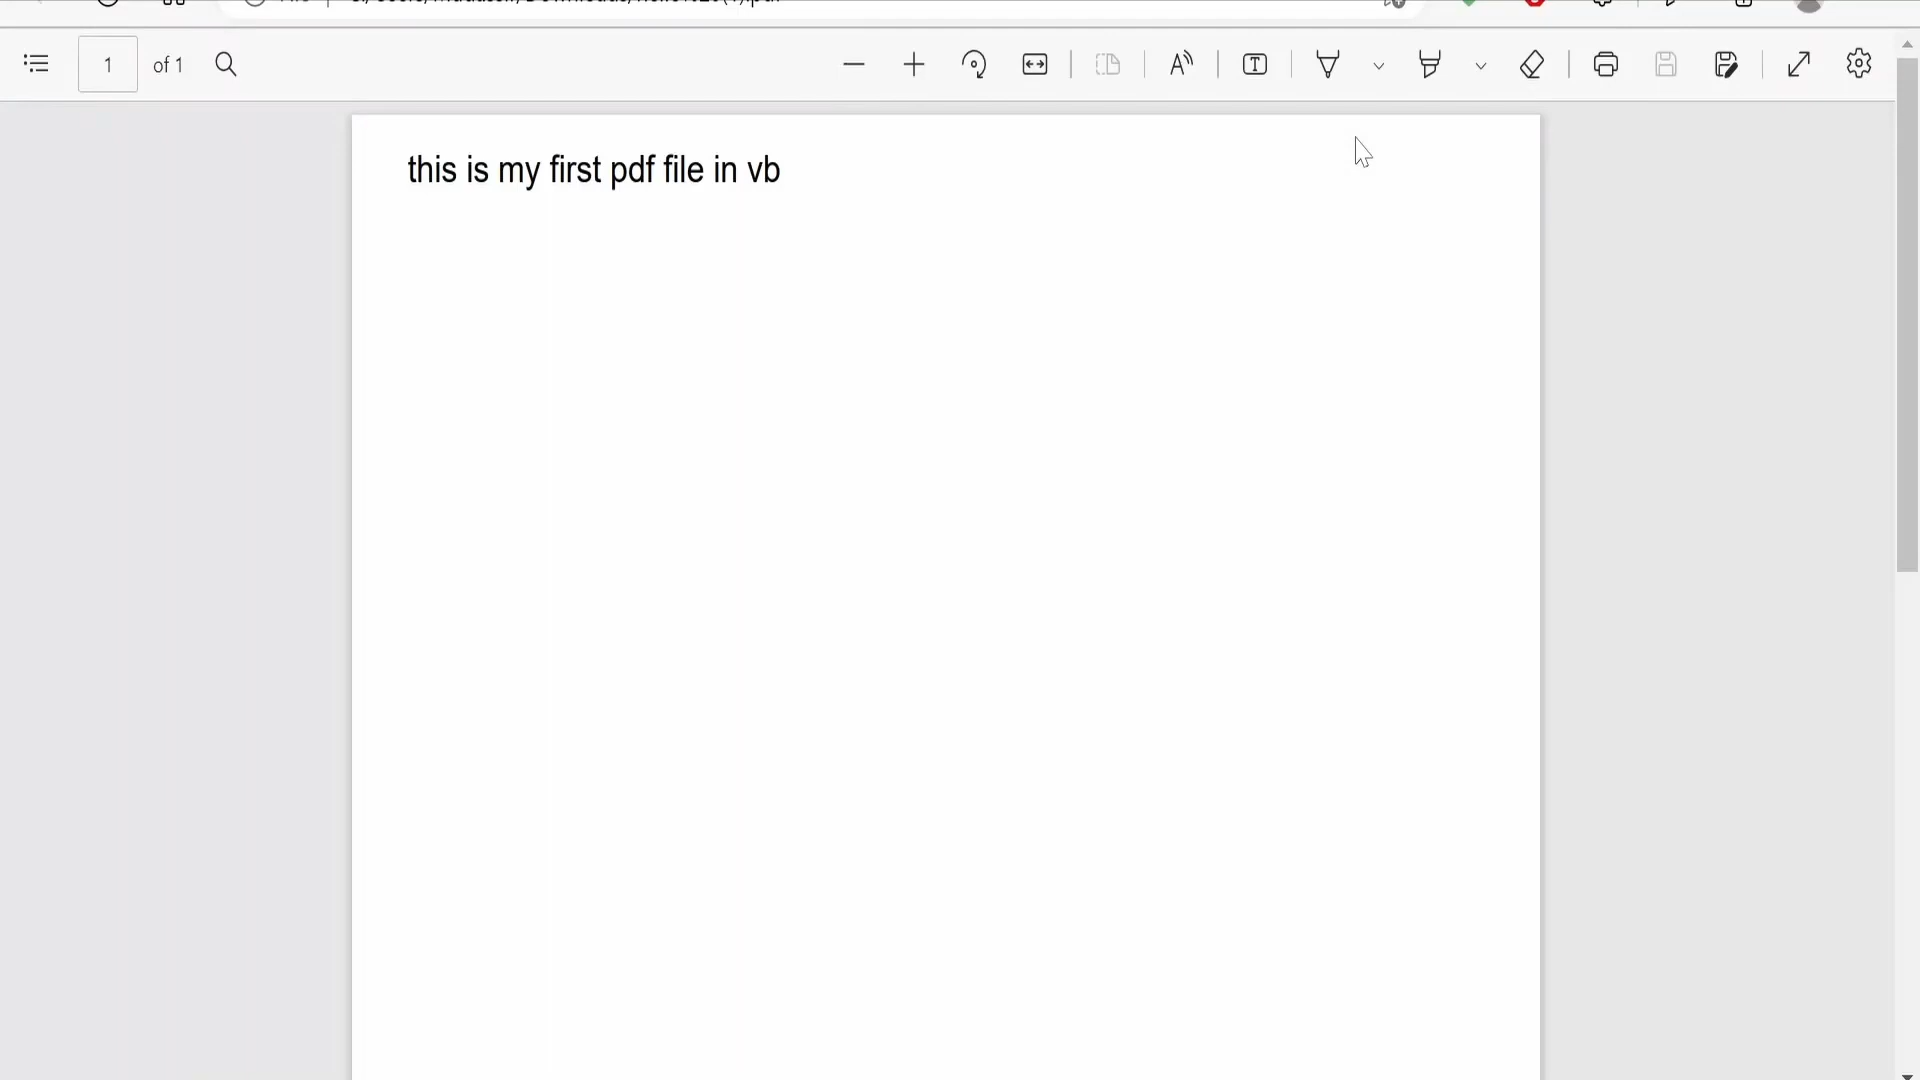 1 of 1
this is my first pdf file in vb